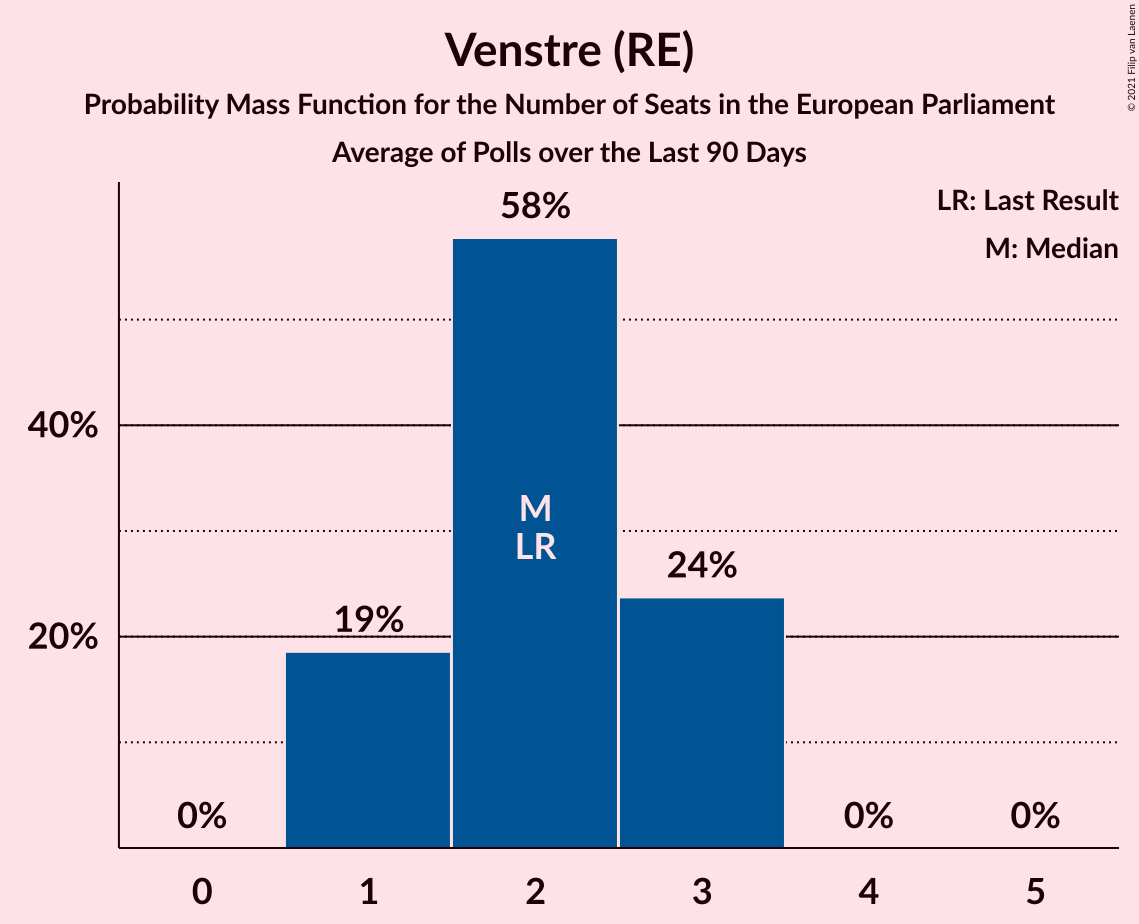 Venstre (RE)
Probability Mass Function for the Number of Seats in the European Parliament
Average of Polls over the Last 90 Days
© 2021 Filip van Laenen
LR: Last Result
M: Median
58%
40%
M
LR
24%
19%
20%
0%
0%
0%
0
1
2
3
4
5